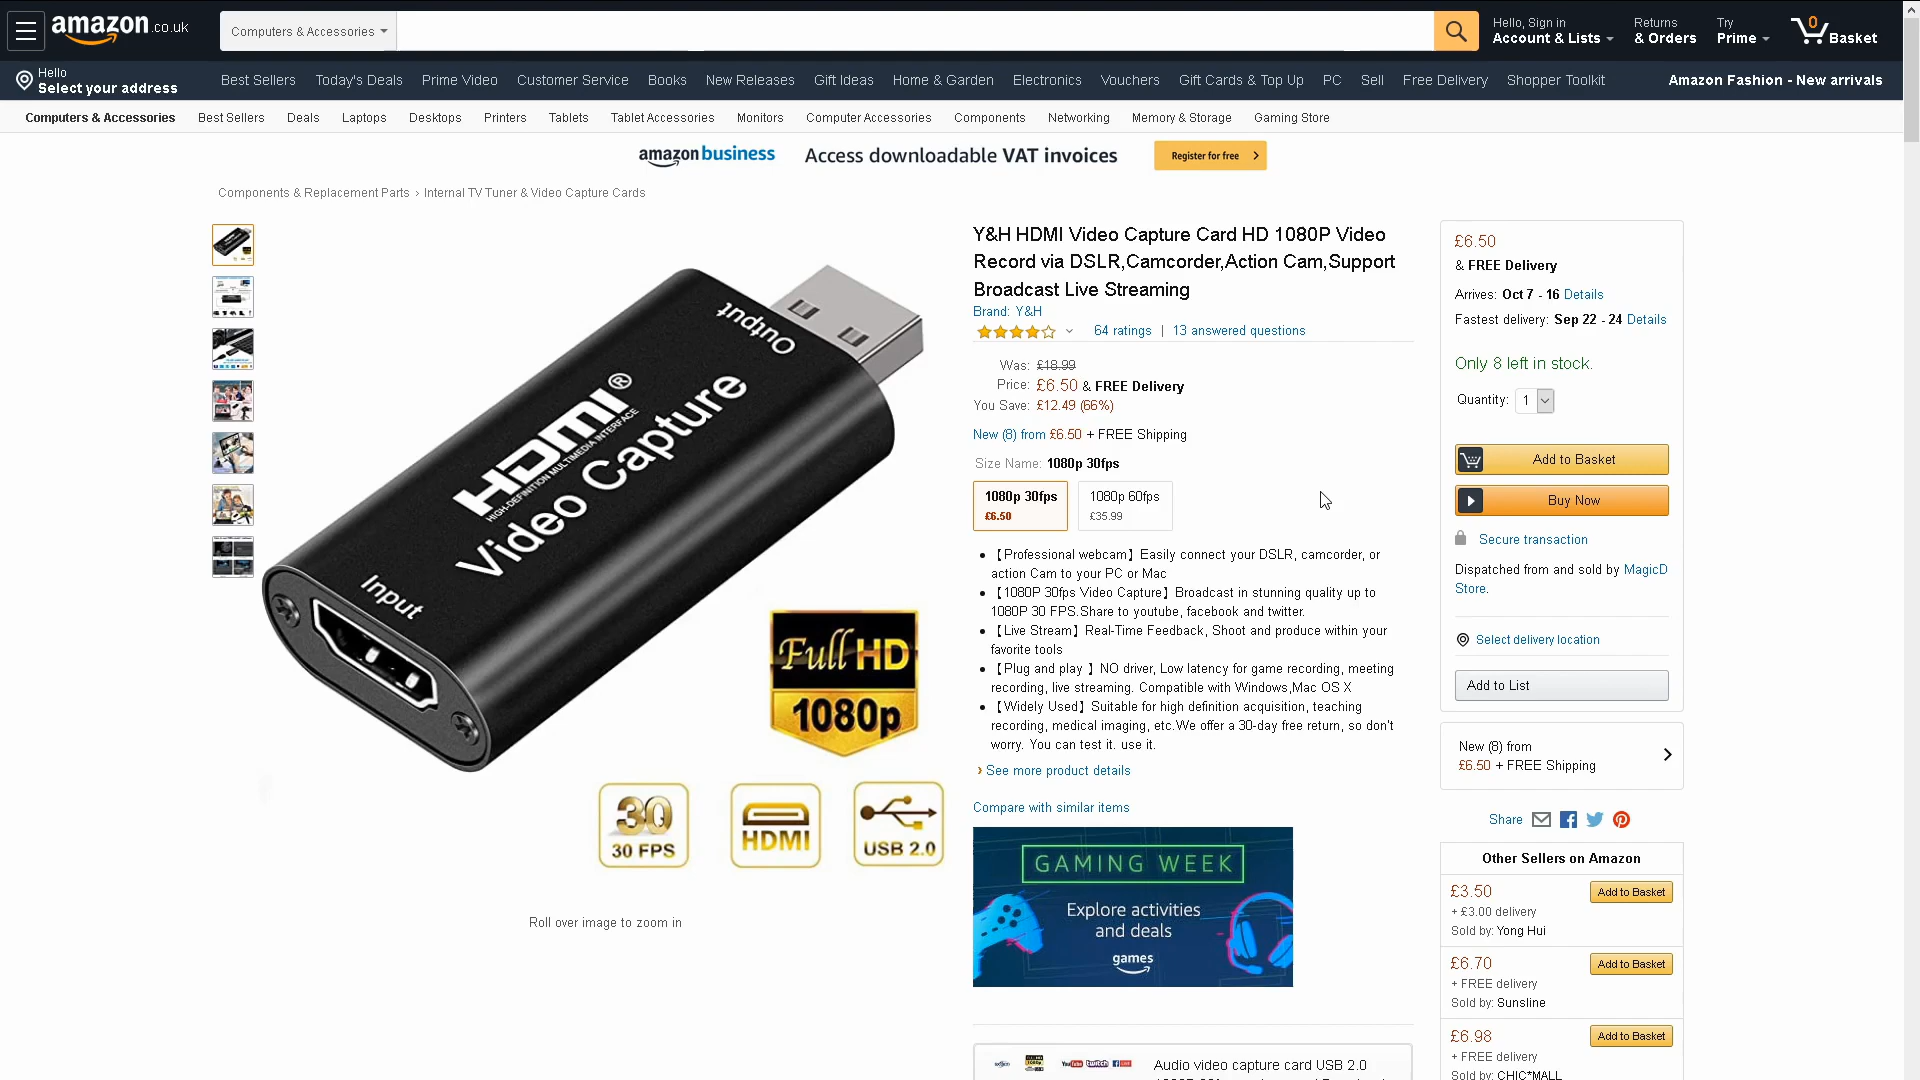 amazon.co.uk
Computers & Accessories
Hello, Sign in
Account & Lists
Returns
& Orders
Try
Prime
0
Basket
Hello
Select your address
Best Sellers Today's Deals Prime Video Customer Service Books New Releases Gift Ideas Home & Garden Electronics Vouchers Gift Cards & Top Up PC Sell Free Delivery Shopper Toolkit
Amazon Fashion - New arrivals
Computers & Accessories Best Sellers Deals Laptops Desktops Printers Tablets Tablet Accessories Monitors Computer Accessories Components Networking Memory & Storage Gaming Store
amazon business Access downloadable VAT invoices Register for free
Components & Replacement Parts › Internal TV Tuner & Video Capture Cards
Output
HDMI®
HIGH-DEFINITION MULTIMEDIA INTERFACE
Video Capture
Input
Full HD
1080p
30
30 FPS
HDMI
USB 2.0
Roll over image to zoom in
Y&H HDMI Video Capture Card HD 1080P Video
Record via DSLR,Camcorder,Action Cam,Support
Broadcast Live Streaming
Brand: Y&H
64 ratings | 13 answered questions
Was: £18.99
Price: £6.50 & FREE Delivery
You Save: £12.49 (66%)
New (8) from £6.50 + FREE Shipping
Size Name: 1080p 30fps
1080p 30fps
£6.50
1080p 60fps
£35.99
• 【Professional webcam】Easily connect your DSLR, camcorder, or
action Cam to your PC or Mac
• 【1080P 30fps Video Capture】Broadcast in stunning quality up to
1080P 30 FPS.Share to youtube, facebook and twitter.
• 【Live Stream】Real-Time Feedback, Shoot and produce within your
favorite tools
• 【Plug and play 】NO driver, Low latency for game recording, meeting
recording, live streaming. Compatible with Windows,Mac OS X
• 【Widely Used】Suitable for high definition acquisition, teaching
recording, medical imaging, etc.We offer a 30-day free return, so don't
worry. You can test it. use it.
› See more product details
Compare with similar items
GAMING WEEK
Explore activities
and deals
games
Audio video capture card USB 2.0
£6.50
& FREE Delivery
Arrives: Oct 7 - 16 Details
Fastest delivery: Sep 22 - 24 Details
Only 8 left in stock.
Quantity: 1
Add to Basket
Buy Now
Secure transaction
Dispatched from and sold by MagicD
Store.
Select delivery location
Add to List
New (8) from
£6.50 + FREE Shipping
Share
Other Sellers on Amazon
£3.50
Add to Basket
+ £3.00 delivery
Sold by: Yong Hui
£6.70
Add to Basket
+ FREE delivery
Sold by: Sunsline
£6.98
Add to Basket
+ FREE delivery
Sold by: CHIC*MALL